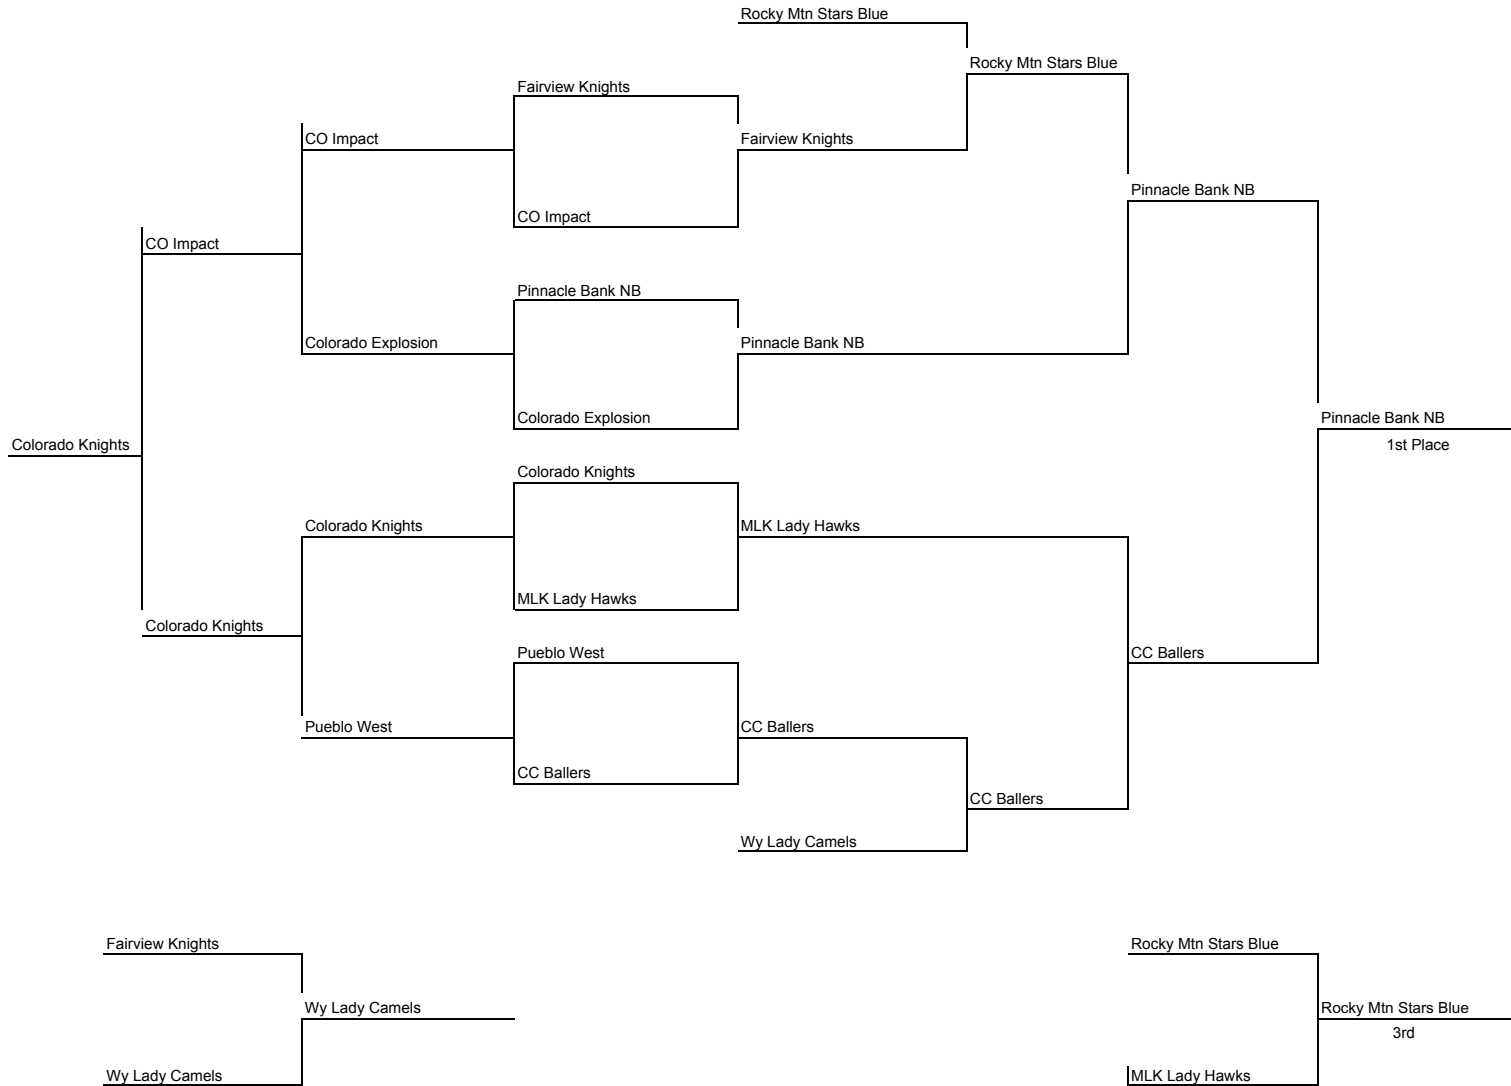 Rocky Mtn Stars Blue
Rocky Mtn Stars Blue
Fairview Knights
CO Impact
Fairview Knights
Pinnacle Bank NB
CO Impact
CO Impact
Pinnacle Bank NB
Colorado Explosion
Pinnacle Bank NB
Colorado Explosion
Pinnacle Bank NB
Colorado Knights
1st Place
Colorado Knights
Colorado Knights
MLK Lady Hawks
MLK Lady Hawks
Colorado Knights
Pueblo West
CC Ballers
Pueblo West
CC Ballers
CC Ballers
CC Ballers
Wy Lady Camels
Fairview Knights
Rocky Mtn Stars Blue
Wy Lady Camels
Rocky Mtn Stars Blue
3rd
Wy Lady Camels
MLK Lady Hawks